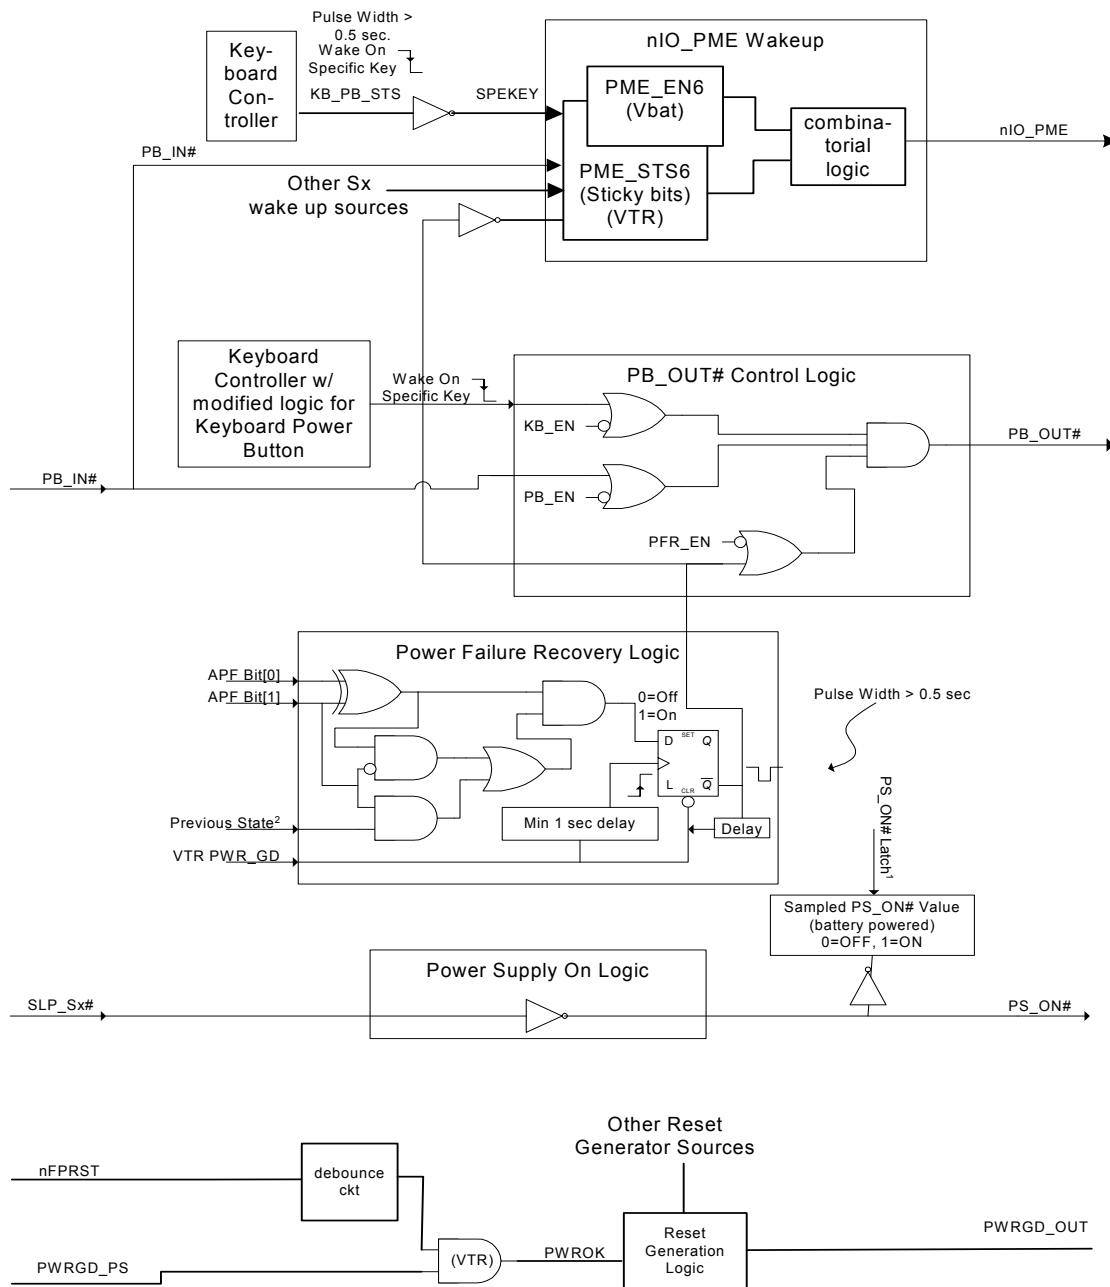 Pulse Width >
0.5 sec.
Wake On
Specific Key
Key-
board
Con-
troller
KB_PB_STS
SPEKEY
nIO_PME Wakeup
PME_EN6
(Vbat)
PME_STS6
(Sticky bits)
(VTR)
combina-
torial
logic
nIO_PME
PB_IN#
Other Sx
wake up sources
Keyboard
Controller w/
modified logic for
Keyboard Power
Button
Wake On
Specific Key
PB_OUT# Control Logic
KB_EN
PB_EN
PFR_EN
PB_OUT#
PB_IN#
Power Failure Recovery Logic
APF Bit[0]
APF Bit[1]
0=Off
1=On
D
SET
Q
L
CLR
Q
Min 1 sec delay
Delay
Previous State2
VTR PWR_GD
Pulse Width > 0.5 sec
PS_ON# Latch1
Sampled PS_ON# Value
(battery powered)
0=OFF, 1=ON
Power Supply On Logic
SLP_Sx#
PS_ON#
Other Reset
Generator Sources
nFPRST
debounce
ckt
PWRGD_PS
(VTR)
PWROK
Reset
Generation
Logic
PWRGD_OUT